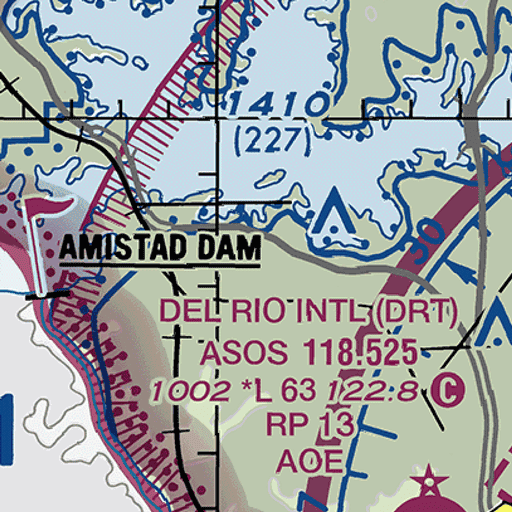 1410
(227)
30
AMISTAD DAM
DEL RIO INTL (DRT)
ASOS 118.525
1002 *L 63 122.8 C
RP 13
AOE